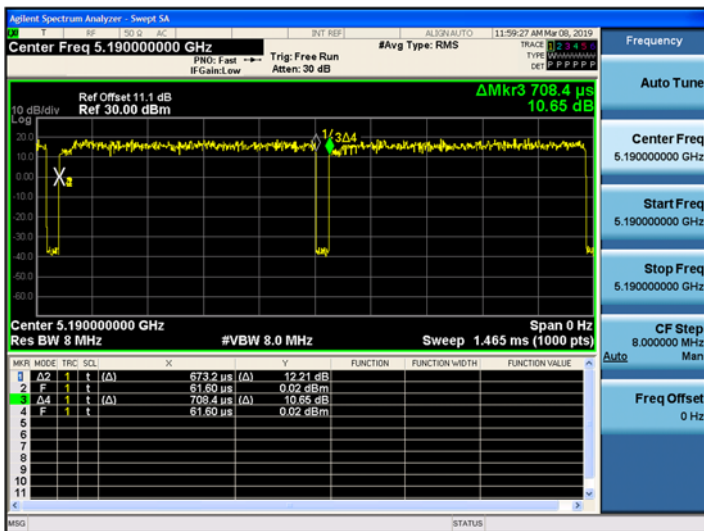 Agilent Spectrum Analyzer - Swept SA
T RF 50 Ω AC INT REF ALIGNAUTO 11:59:27 AM Mar 08, 2019
Center Freq 5.190000000 GHz #Avg Type: RMS TRACE 1 2 3 4 5 6
PNO: Fast Trig: Free Run TYPE W
IFGain:Low Atten: 30 dB DET P P P P P P
ΔMkr3 708.4 µs
10.65 dB
Ref Offset 11.1 dB
10 dB/div Ref 30.00 dBm
Log
20.0
10.0
0.00
-10.0
-20.0
-30.0
-40.0
-50.0
-60.0
3Δ4
Center 5.190000000 GHz Span 0 Hz
Res BW 8 MHz #VBW 8.0 MHz Sweep 1.465 ms (1000 pts)
MKR MODE TRC SCL X Y FUNCTION FUNCTION WIDTH FUNCTION VALUE
1 Δ2 1 t (Δ) 673.2 µs (Δ) 12.21 dB
2 F 1 t 61.60 µs 0.02 dBm
3 Δ4 1 t (Δ) 708.4 µs (Δ) 10.65 dB
4 F 1 t 61.60 µs 0.02 dBm
5
6
7
8
9
10
11
MSG STATUS
Frequency
Auto Tune
Center Freq
5.190000000 GHz
Start Freq
5.190000000 GHz
Stop Freq
5.190000000 GHz
CF Step
8.000000 MHz
Auto Man
Freq Offset
0 Hz